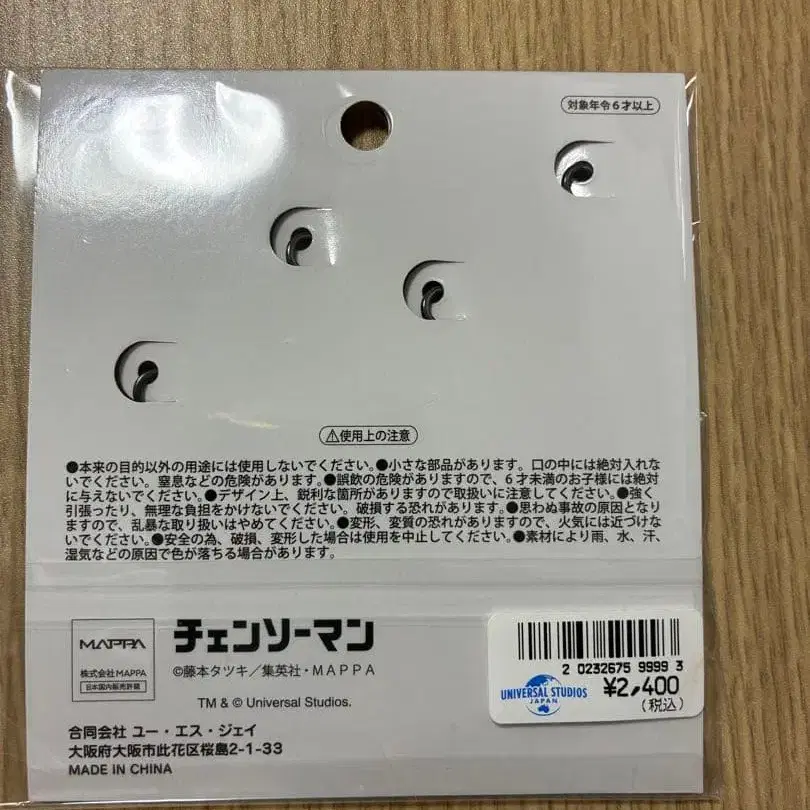 対象年令6才以上
⚠使用上の注意
●本来の目的以外の用途には使用しないでください。●小さな部品があります。口の中には絶対入れな
いでください。窒息などの危険があります。●誤飲の危険がありますので、6才未満のお子様には絶対
に与えないでください。●デザイン上、鋭利な箇所がありますので取扱いに注意してください。●強く
引張ったり、無理な負担をかけないでください。破損する恐れがあります。●思わぬ事故の原因となり
ますので、乱暴な取り扱いはやめてください。●変形、変質の恐れがありますので、火気には近づけな
いでください。●安全の為、破損、変形した場合は使用を中止してください。●素材により雨、水、汗、
湿気などの原因で色が落ちる場合があります。
MAPPA
株式会社MAPPA
日本国内販売許諾
チェンソーマン
©藤本タツキ／集英社・MAPPA
TM & © Universal Studios.
合同会社 ユー・エス・ジェイ
大阪府大阪市此花区桜島2-1-33
MADE IN CHINA
2 0232675 9999 3
UNIVERSAL STUDIOS
JAPAN
¥2,400
(税込)